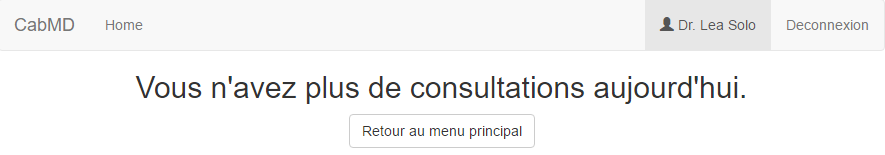 CabMD Home Dr. Lea Solo Deconnexion
Vous n'avez plus de consultations aujourd'hui.
Retour au menu principal